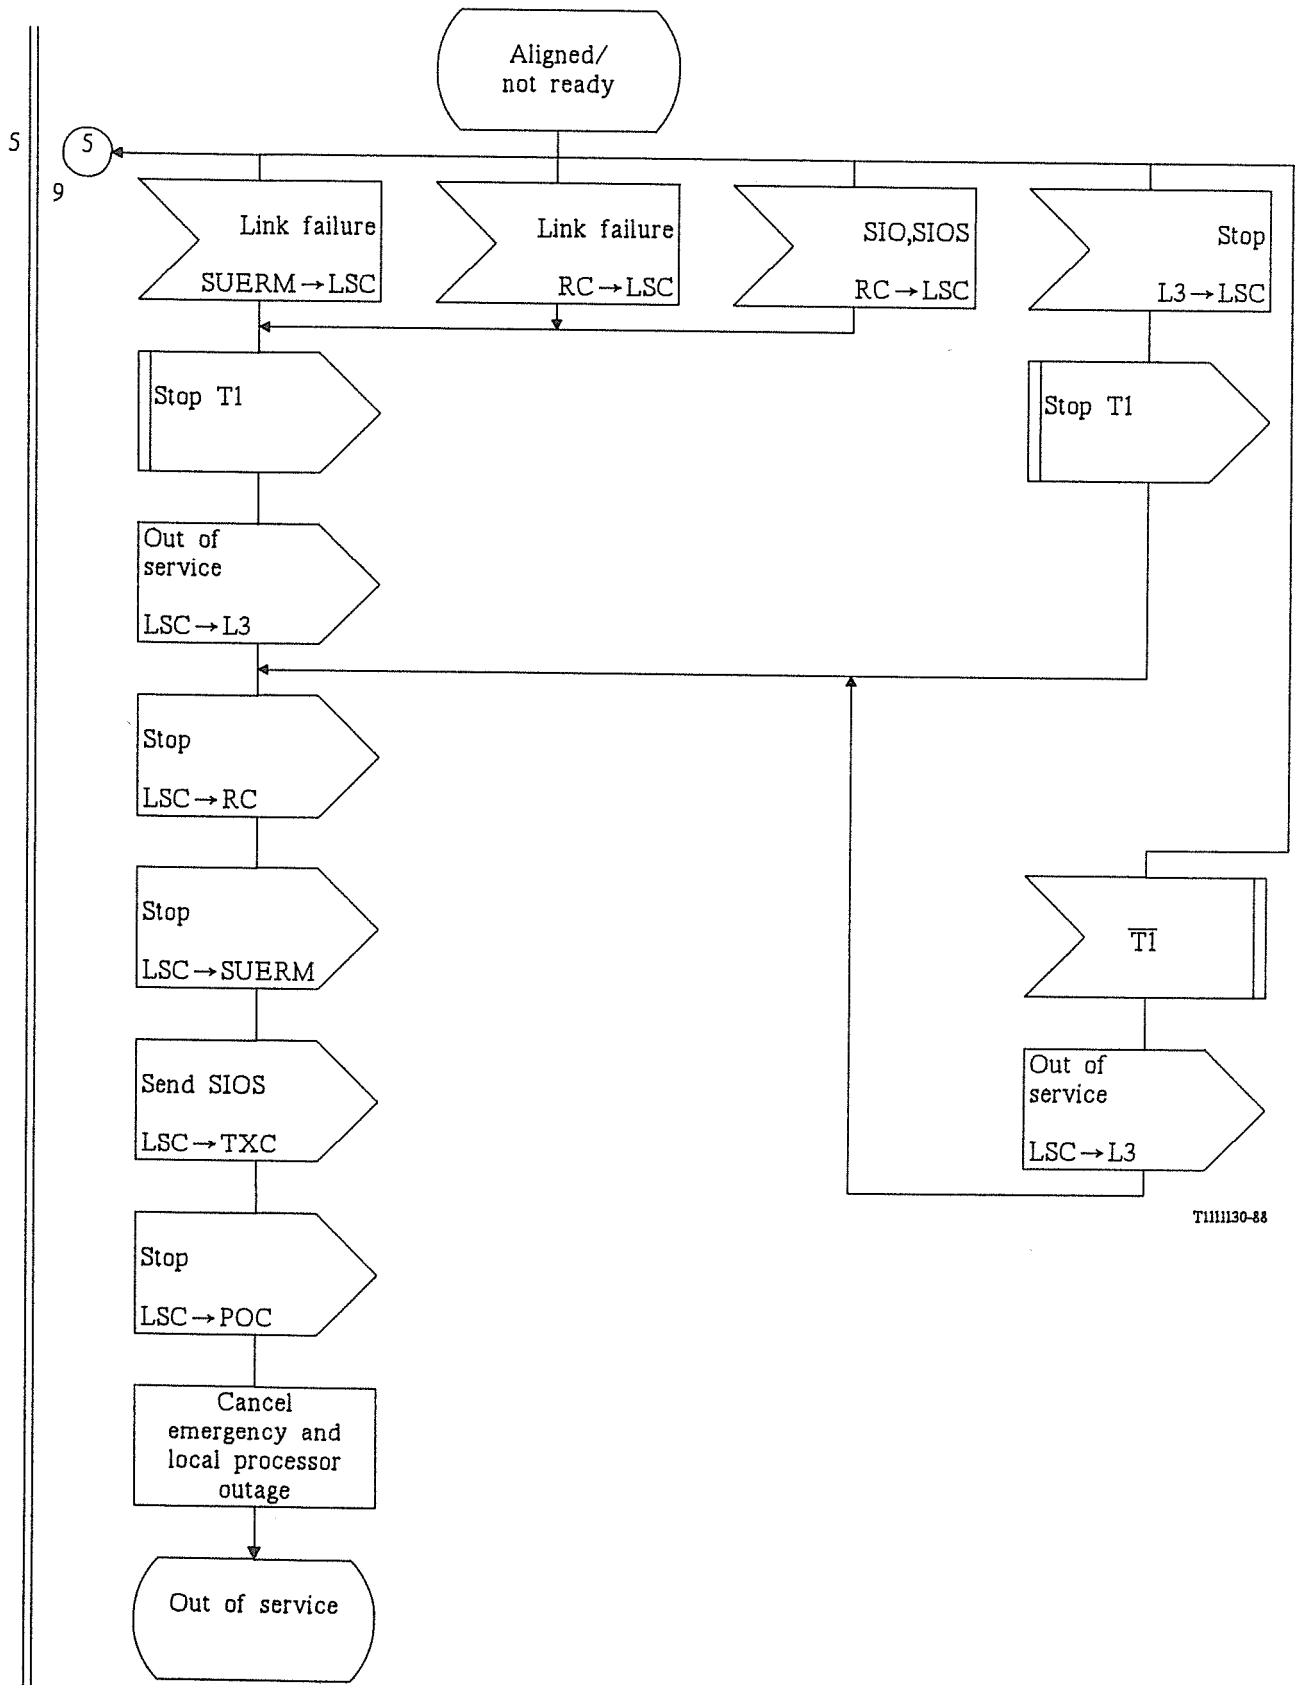 Aligned/
not ready
5
5
9
Link failure
SUERM→LSC
Link failure
RC→LSC
SIO,SIOS
RC→LSC
Stop
L3→LSC
Stop T1
Stop T1
Out of
service
LSC→L3
Stop
LSC→RC
Stop
LSC→SUERM
T1
Send SIOS
LSC→TXC
Out of
service
LSC→L3
T1111130-88
Stop
LSC→POC
Cancel
emergency and
local processor
outage
Out of service